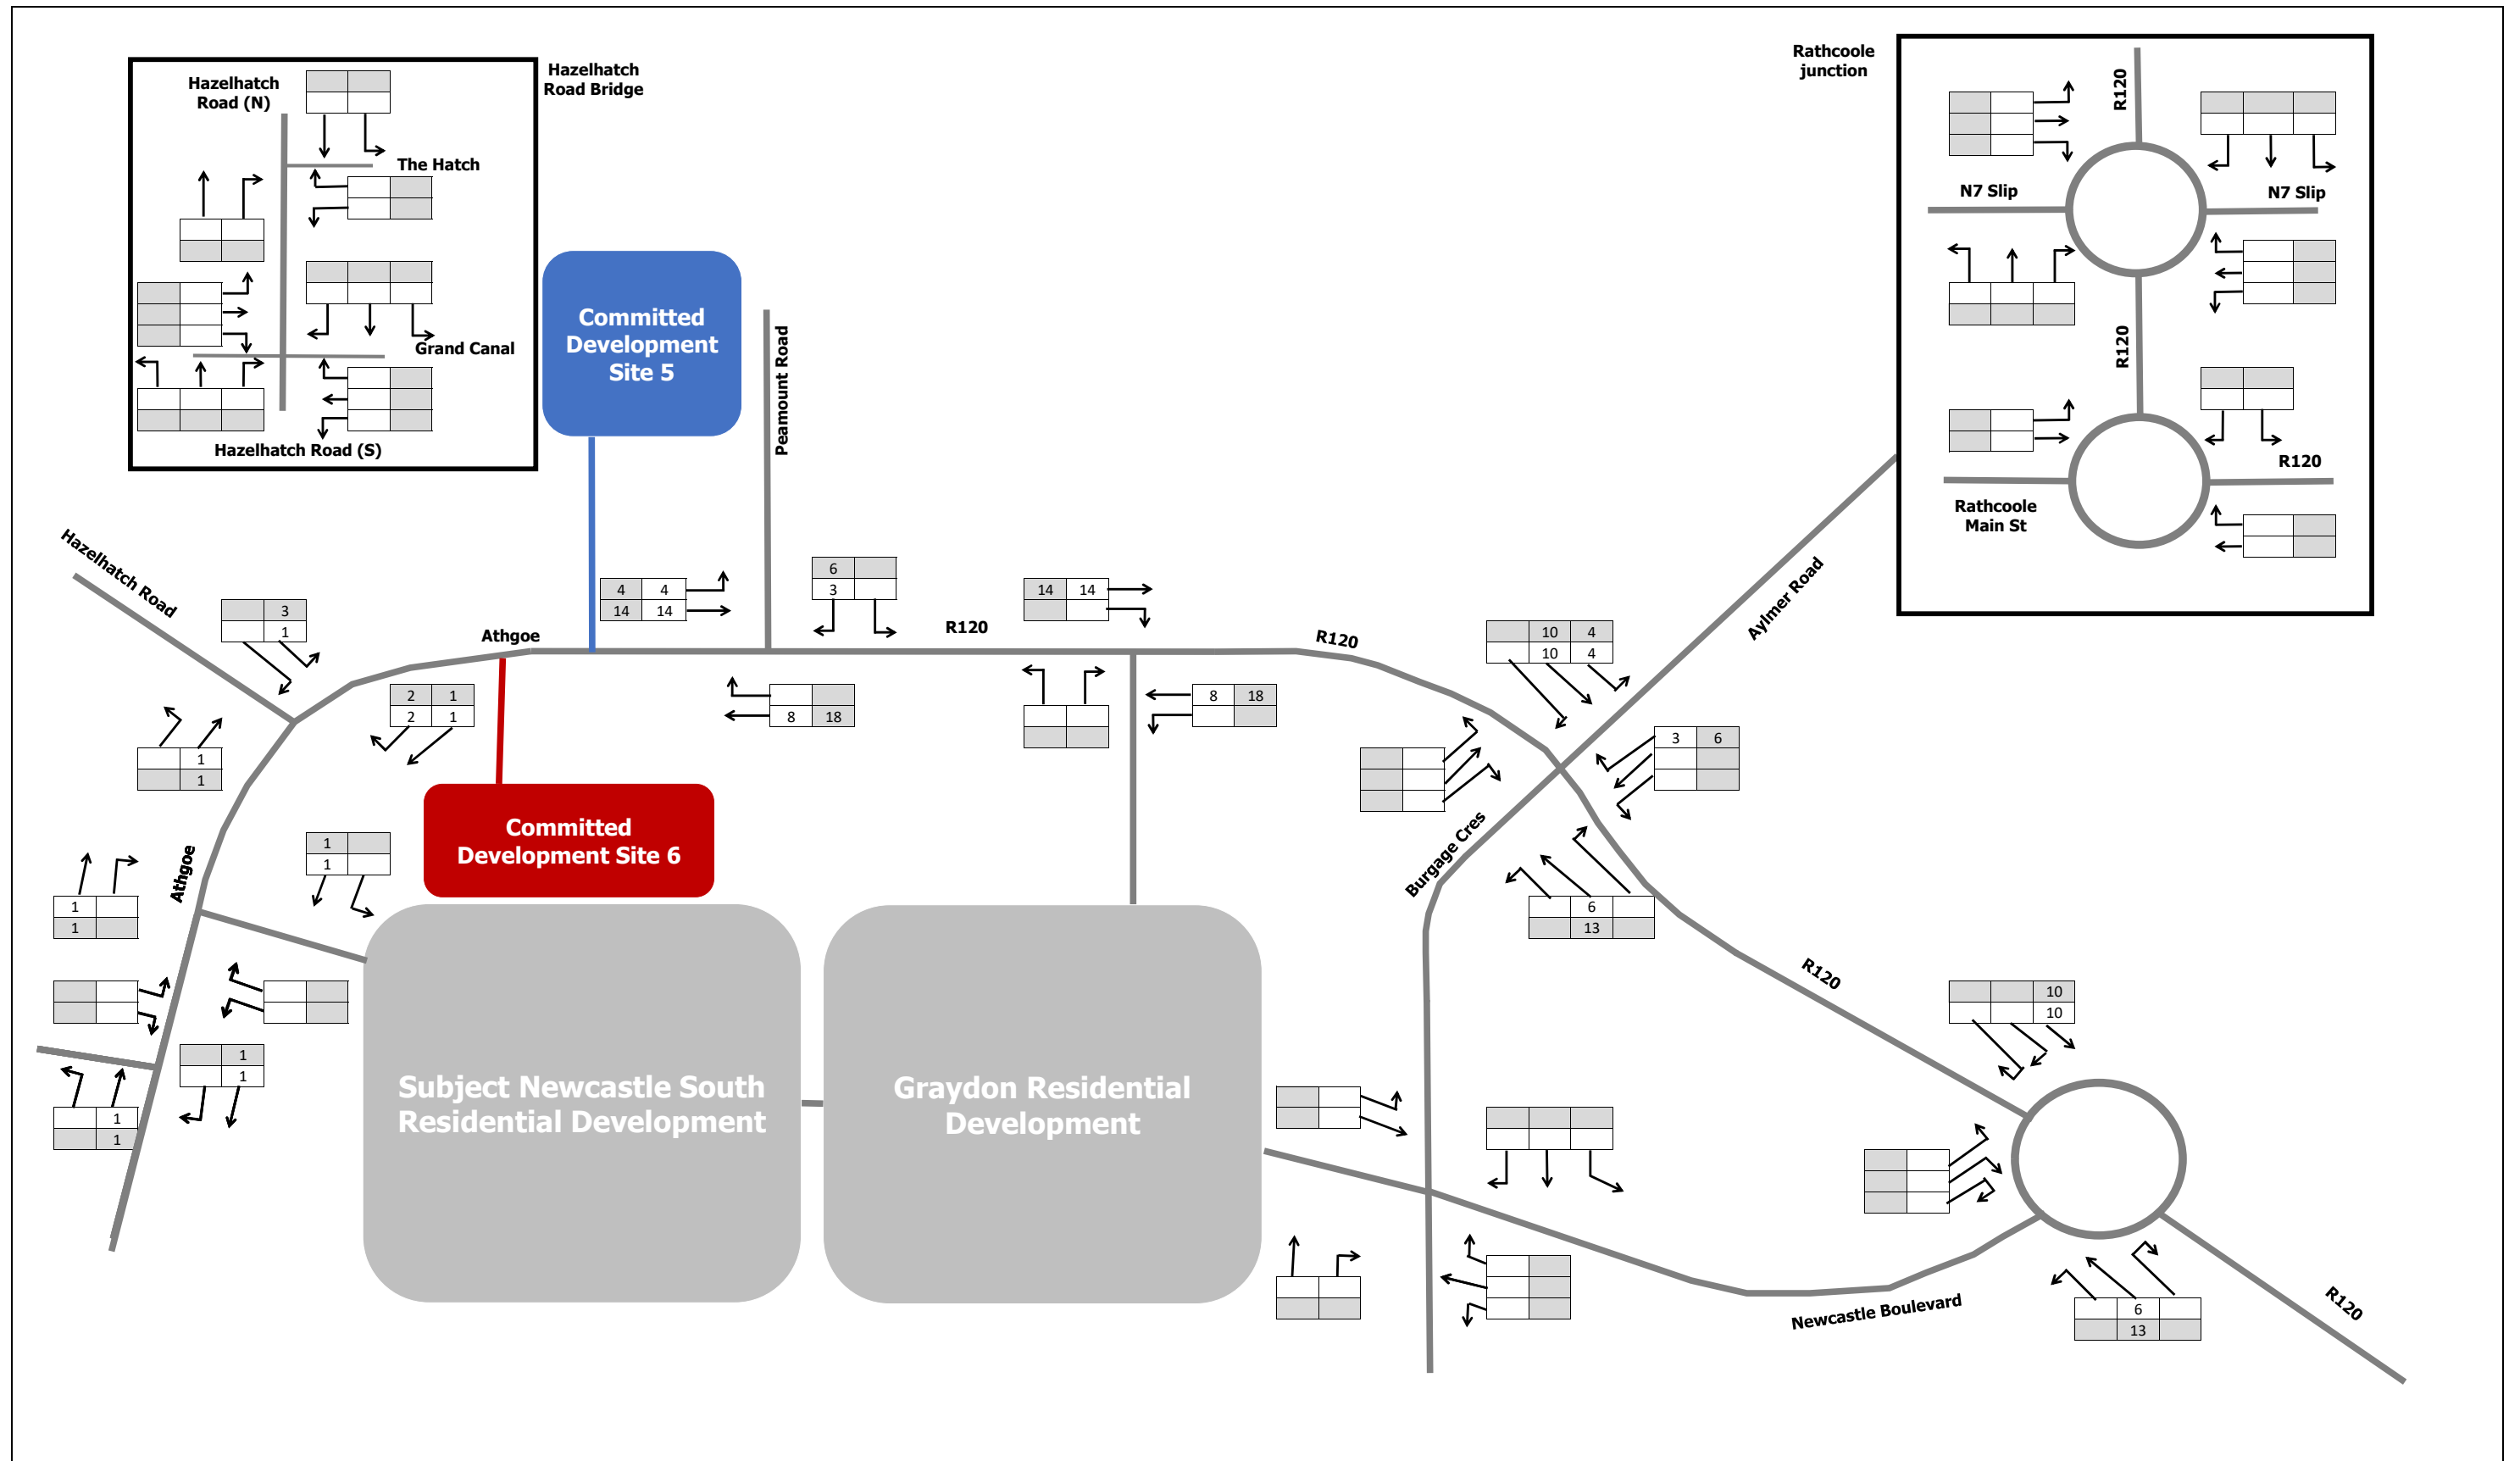 Hazelhatch
Road (N)
Hazelhatch
Road Bridge
The Hatch
Grand Canal
Hazelhatch Road (S)
Rathcoole
junction
R120
N7 Slip
N7 Slip
R120
R120
Rathcoole
Main St
Committed
Development
Site 5
Peamount Road
Hazelhatch Road
3
1
Athgoe
4 4
14 14
6
3
R120
14 14
R120
10 4
10 4
Aylmer Road
2 1
2 1
8 18
8 18
3 6
1
1
Committed
Development Site 6
Burgage Cres
6
13
Athgoe
1
1
1
1
R120
10
10
1
1
1
1
Subject Newcastle South
Residential Development
Graydon Residential
Development
Newcastle Boulevard
6
13
R120